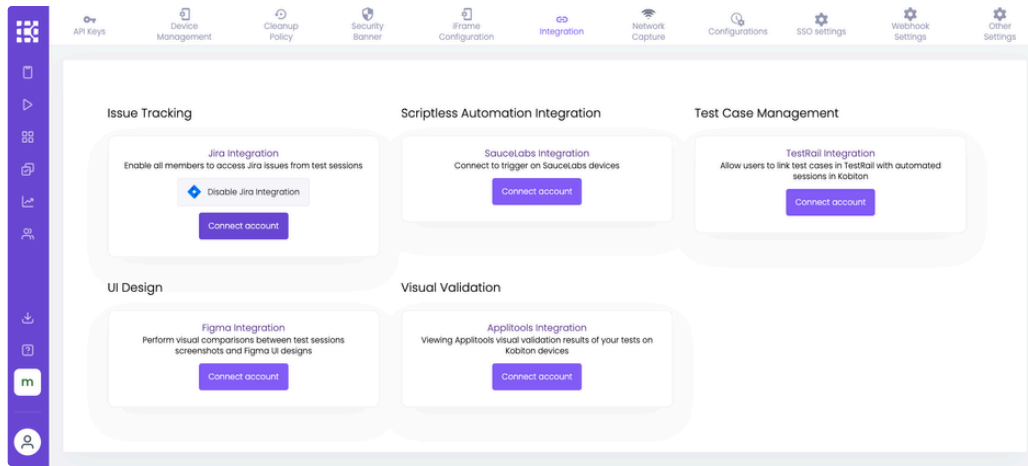 API Keys
Device
Management
Cleanup
Policy
Security
Banner
iFrame
Configuration
Integration
Network
Capture
Configurations
SSO settings
Webhook
Settings
Other
Settings
Issue Tracking
Jira Integration
Enable all members to access Jira issues from test sessions
Disable Jira Integration
Connect account
Scriptless Automation Integration
SauceLabs Integration
Connect to trigger on SauceLabs devices
Connect account
Test Case Management
TestRail Integration
Allow users to link test cases in TestRail with automated
sessions in Kobiton
Connect account
UI Design
Figma Integration
Perform visual comparisons between test sessions
screenshots and Figma UI designs
Connect account
Visual Validation
Applitools Integration
Viewing Applitools visual validation results of your tests on
Kobiton devices
Connect account
m